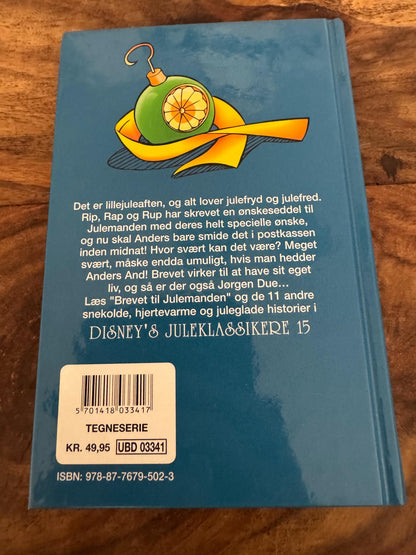 Det er lillejuleaften, og alt lover julefryd og julefred.
Rip, Rap og Rup har skrevet en ønskeseddel til
Julemanden med deres helt specielle ønske,
og nu skal Anders bare smide det i postkassen
inden midnat! Hvor svært kan det være? Meget
svært, måske endda umuligt, hvis man hedder
Anders And! Brevet virker til at have sit eget
liv, og så er der også Jørgen Due...
Læs "Brevet til Julemanden" og de 11 andre
snekolde, hjertevarme og juleglade historier i
DISNEY'S JULEKLASSIKERE 15
5 701418 033417
TEGNESERIE
KR. 49,95 UBD 03341
ISBN: 978-87-7679-502-3